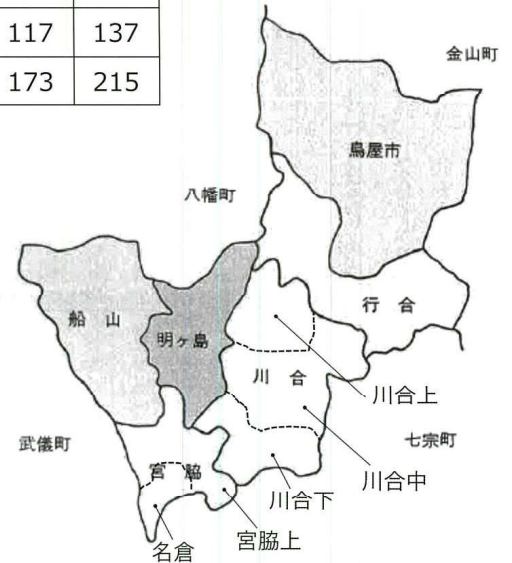 117 137
173 215
金山町
鳥屋市
八幡町
行合
船山
明ヶ島
川合
川合上
武儀町
七宗町
宮脇
川合中
川合下
宮脇上
名倉